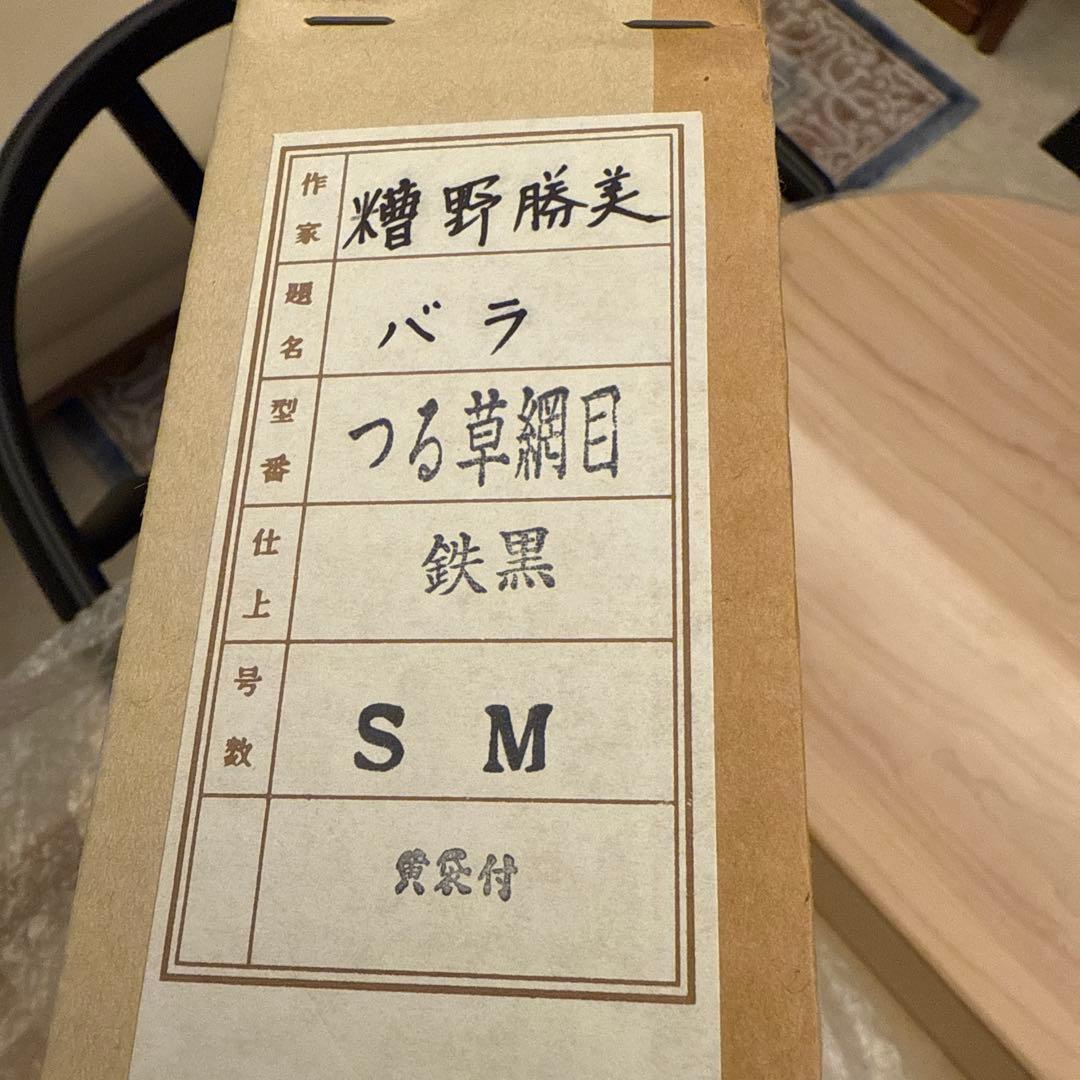 作家 糟野勝美
題名 バラ
型番 つる草網目
仕上 鉄黒
号数 SM
黄袋付